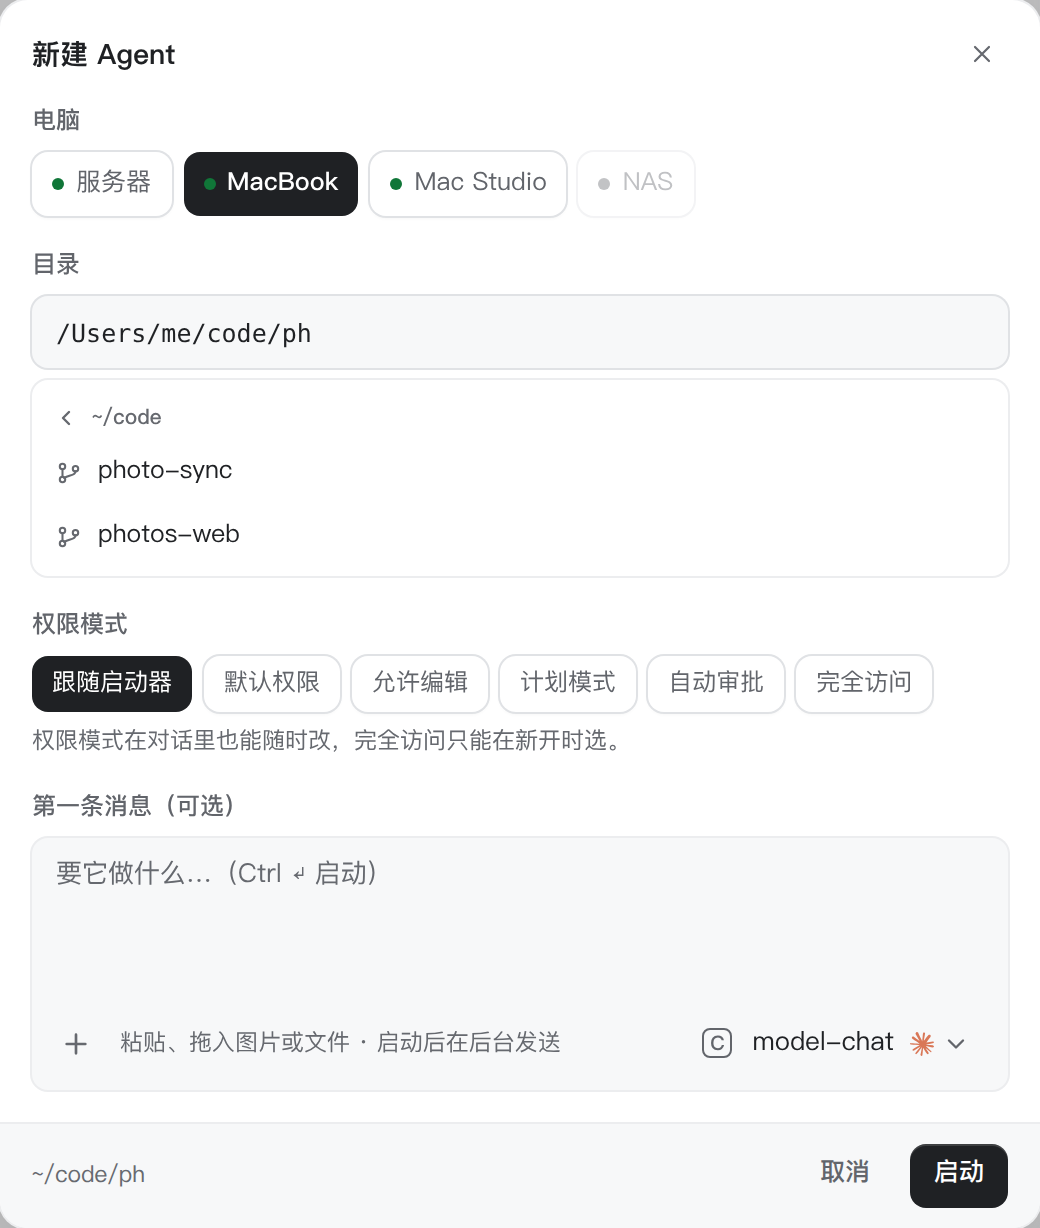 新建 Agent
电脑
服务器 MacBook Mac Studio NAS
目录
/Users/me/code/ph
~/code
photo-sync
photos-web
权限模式
跟随启动器 默认权限 允许编辑 计划模式 自动审批 完全访问
权限模式在对话里也能随时改，完全访问只能在新开时选。
第一条消息（可选）
要它做什么…（Ctrl ↵ 启动）
粘贴、拖入图片或文件 · 启动后在后台发送 C model-chat
~/code/ph 取消 启动